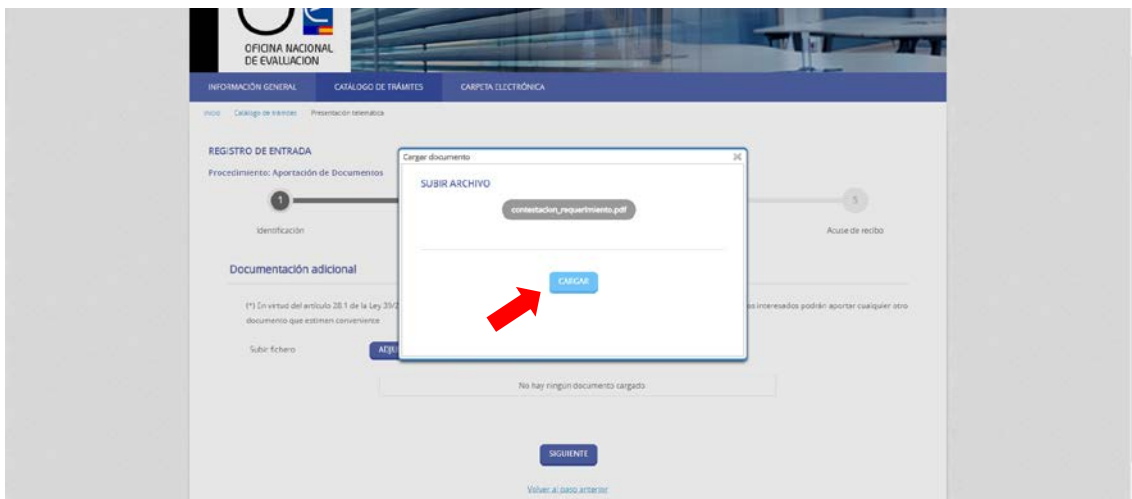 OFICINA NACIONAL
DE EVALUACION
INFORMACIÓN GENERAL CATÁLOGO DE TRÁMITES CARPETA ELECTRÓNICA
Inicio Catálogo de trámites Presentación telemática
REGISTRO DE ENTRADA
Procedimiento: Aportación de Documentos
Cargar documento
SUBIR ARCHIVO
contestacion_requerimiento.pdf
CARGAR
1
5
Identificación
Acuse de recibo
Documentación adicional
(*) En virtud del artículo 28.1 de la Ley 39/2 os interesados podrán aportar cualquier otro
documento que estimen conveniente
Subir fichero ADJU
No hay ningún documento cargado
SIGUIENTE
Volver al paso anterior